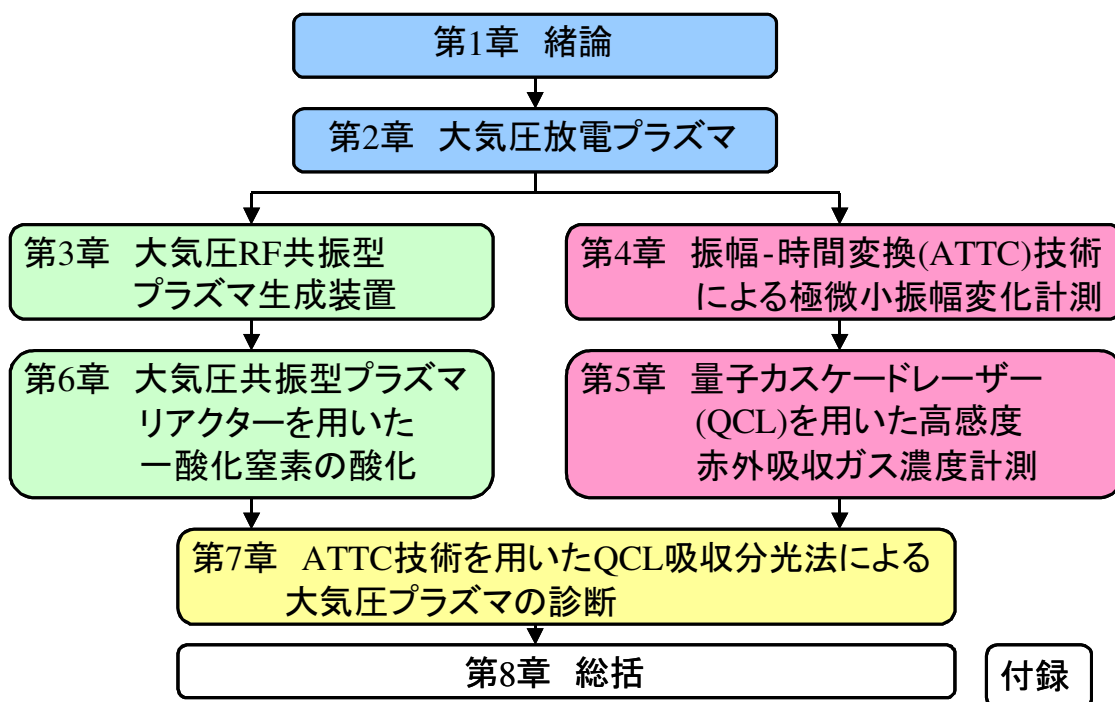 第1章 緒論
第2章 大気圧放電プラズマ
第3章 大気圧RF共振型
プラズマ生成装置
第4章 振幅-時間変換(ATTC)技術
による極微小振幅変化計測
第6章 大気圧共振型プラズマ
リアクターを用いた
一酸化窒素の酸化
第5章 量子カスケードレーザー
(QCL)を用いた高感度
赤外吸収ガス濃度計測
第7章 ATTC技術を用いたQCL吸収分光法による
大気圧プラズマの診断
第8章 総括
付録